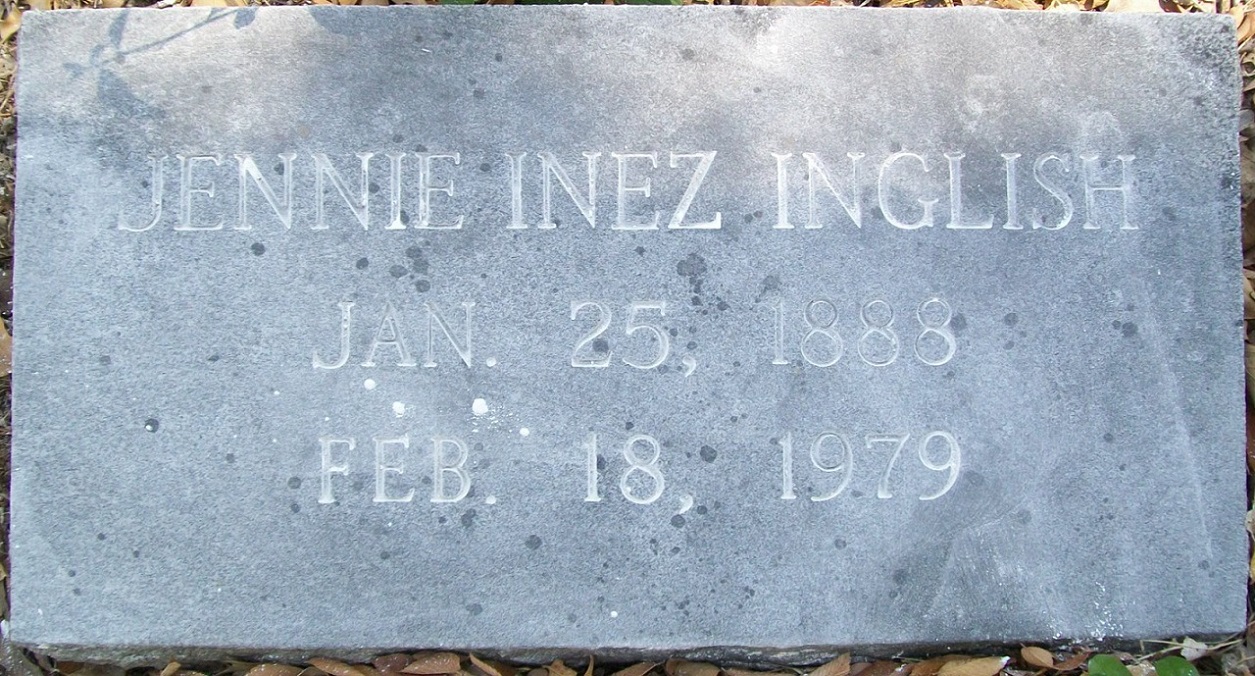 JENNIE INEZ INGLISH
JAN. 25, 1888
FEB. 18, 1979